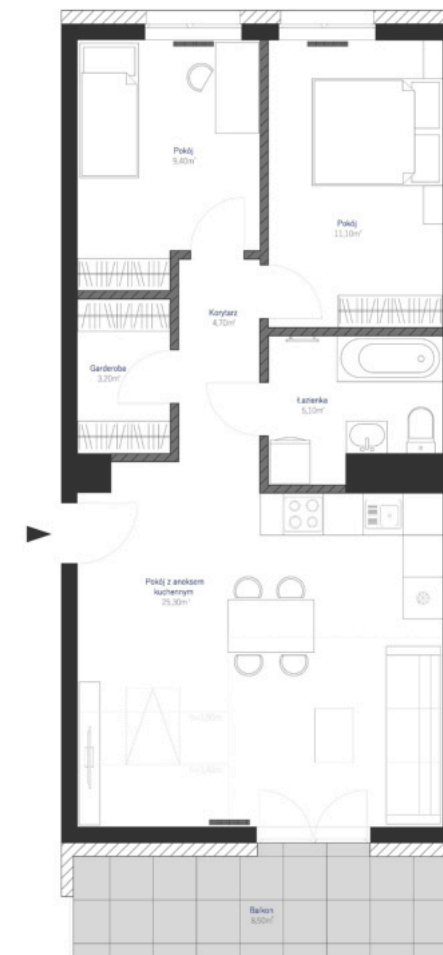 Pokój
9,40m²
Pokój
11,10m²
Korytarz
4,70m²
Garderoba
3,20m²
Łazienka
5,10m²
Pokój z aneksem
kuchennym
25,30m²
Balkon
8,90m²